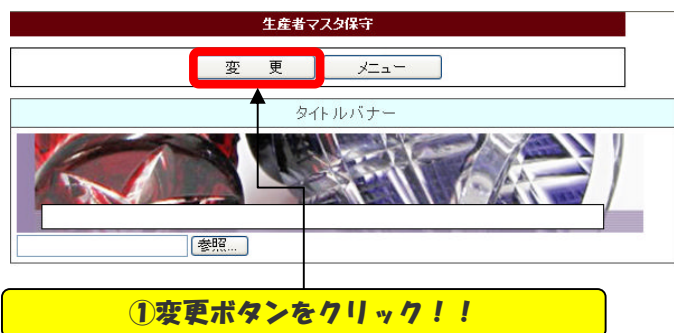 生産者マスタ保守
変　更　メニュー
タイトルバナー
参照...
①変更ボタンをクリック！！